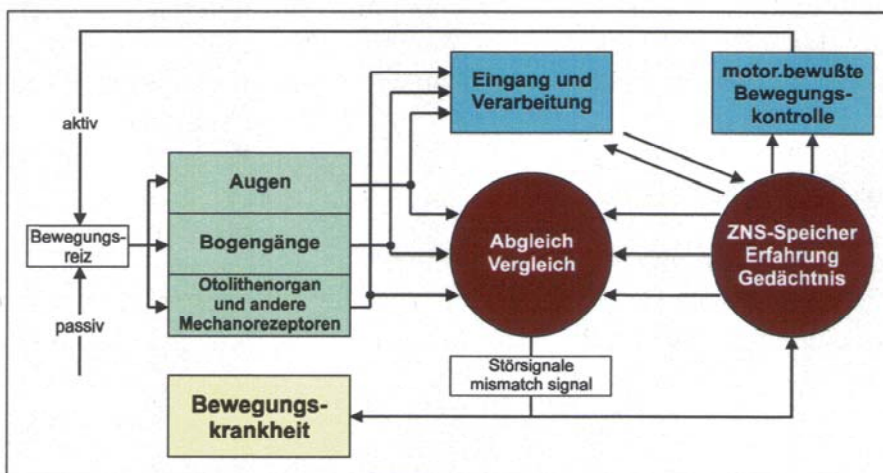 aktiv
Bewegungs-
reiz
passiv
Augen
Bogengänge
Otolithenorgan
und andere
Mechanorezeptoren
Eingang und
Verarbeitung
motor.bewußte
Bewegungs-
kontrolle
Abgleich
Vergleich
ZNS-Speicher
Erfahrung
Gedächtnis
Störsignale
mismatch signal
Bewegungs-
krankheit